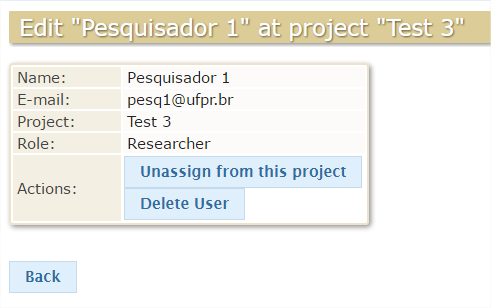 Edit "Pesquisador 1" at project "Test 3"
Name: Pesquisador 1
E-mail: pesq1@ufpr.br
Project: Test 3
Role: Researcher
Actions: Unassign from this project
Delete User
Back